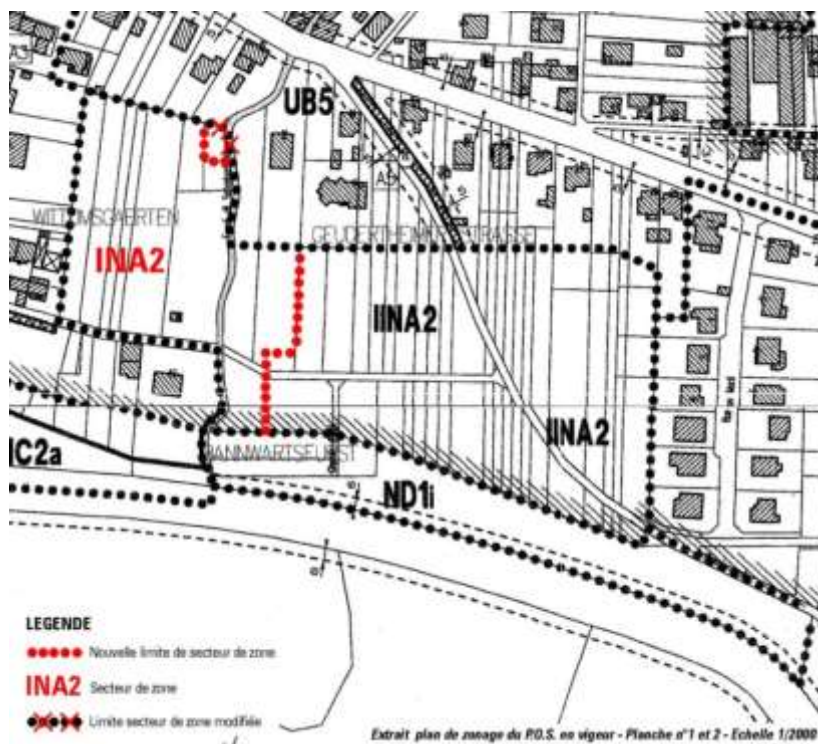 UB5
WITTUMSGAERTEN
GEUDERTHEIMERSTRASSE
INA2
IINA2
IINA2
NC2a
ND1i
LEGENDE
Nouvelle limite de secteur de zone
INA2 Secteur de zone
Limite secteur de zone modifiée
Extrait plan de zonage du P.O.S. en vigueur - Planche n°1 et 2 - Echelle 1/2000